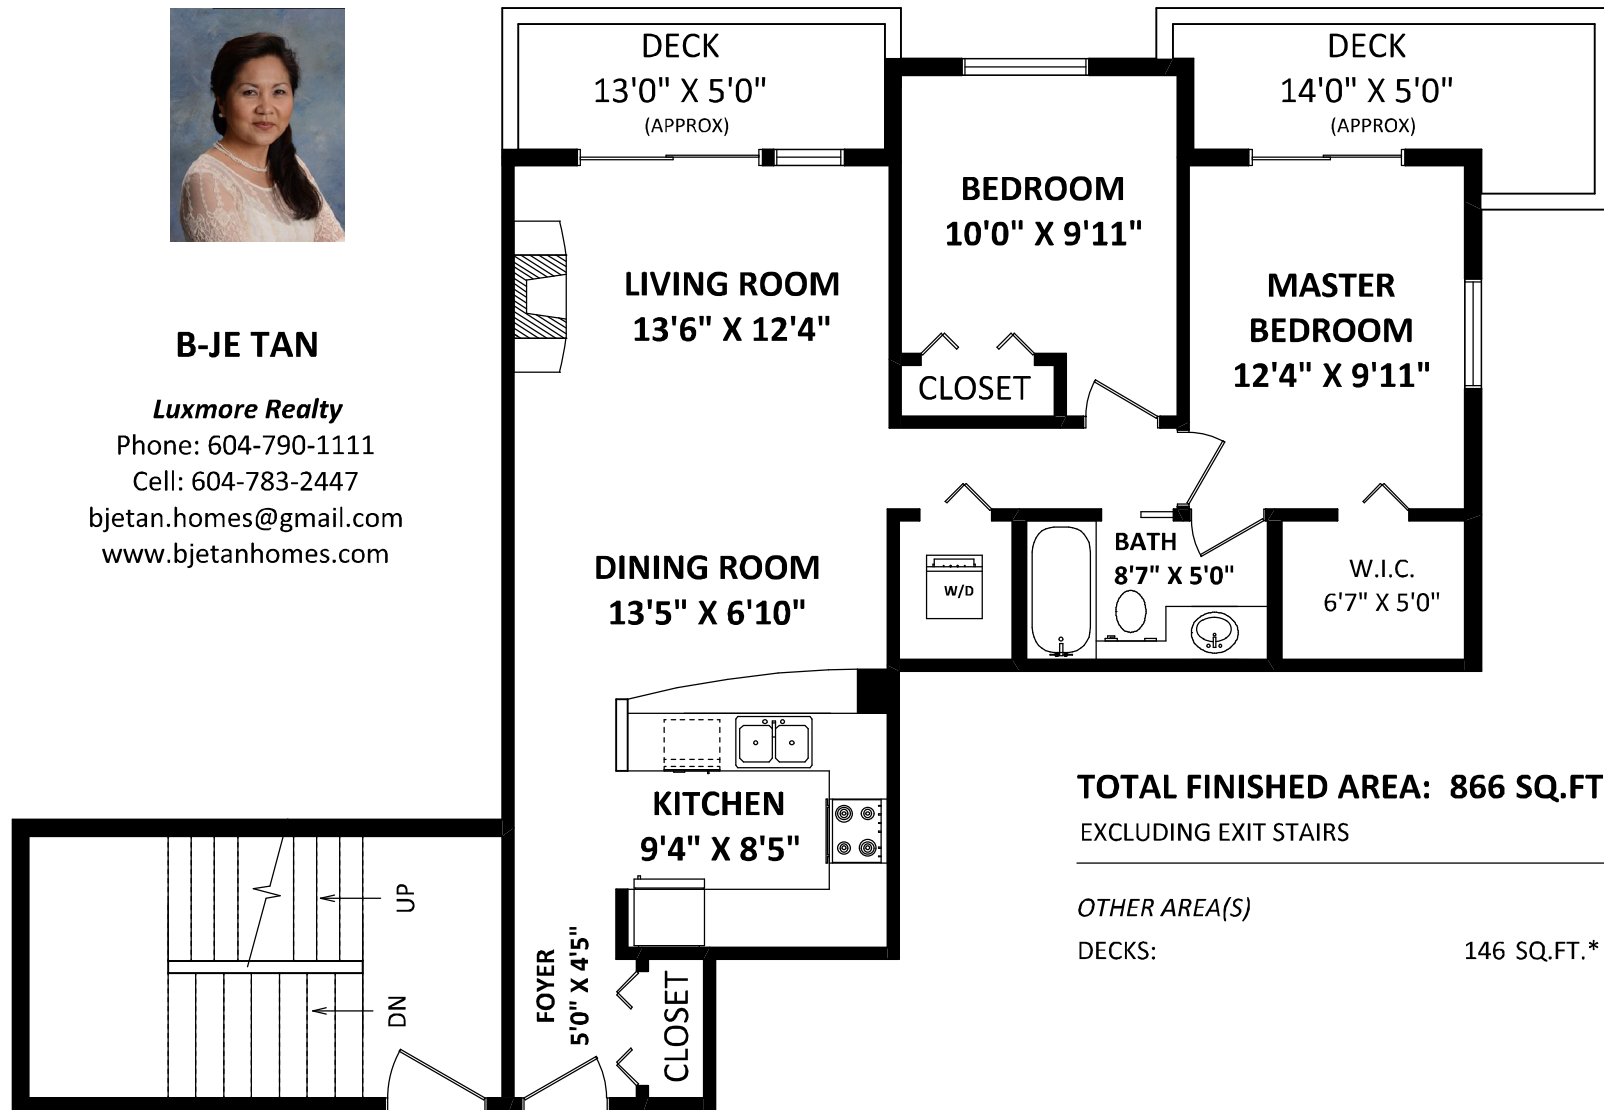 B-JE TAN
Luxmore Realty
Phone: 604-790-1111
Cell: 604-783-2447
bjetan.homes@gmail.com
www.bjetanhomes.com
DECK
13'0" X 5'0"
(APPROX)
DECK
14'0" X 5'0"
(APPROX)
BEDROOM
10'0" X 9'11"
LIVING ROOM
13'6" X 12'4"
MASTER
BEDROOM
12'4" X 9'11"
CLOSET
DINING ROOM
13'5" X 6'10"
W/D
BATH
8'7" X 5'0"
W.I.C.
6'7" X 5'0"
KITCHEN
9'4" X 8'5"
UP
DN
FOYER
5'0" X 4'5"
CLOSET
TOTAL FINISHED AREA: 866 SQ.FT
EXCLUDING EXIT STAIRS
OTHER AREA(S)
DECKS: 146 SQ.FT.*